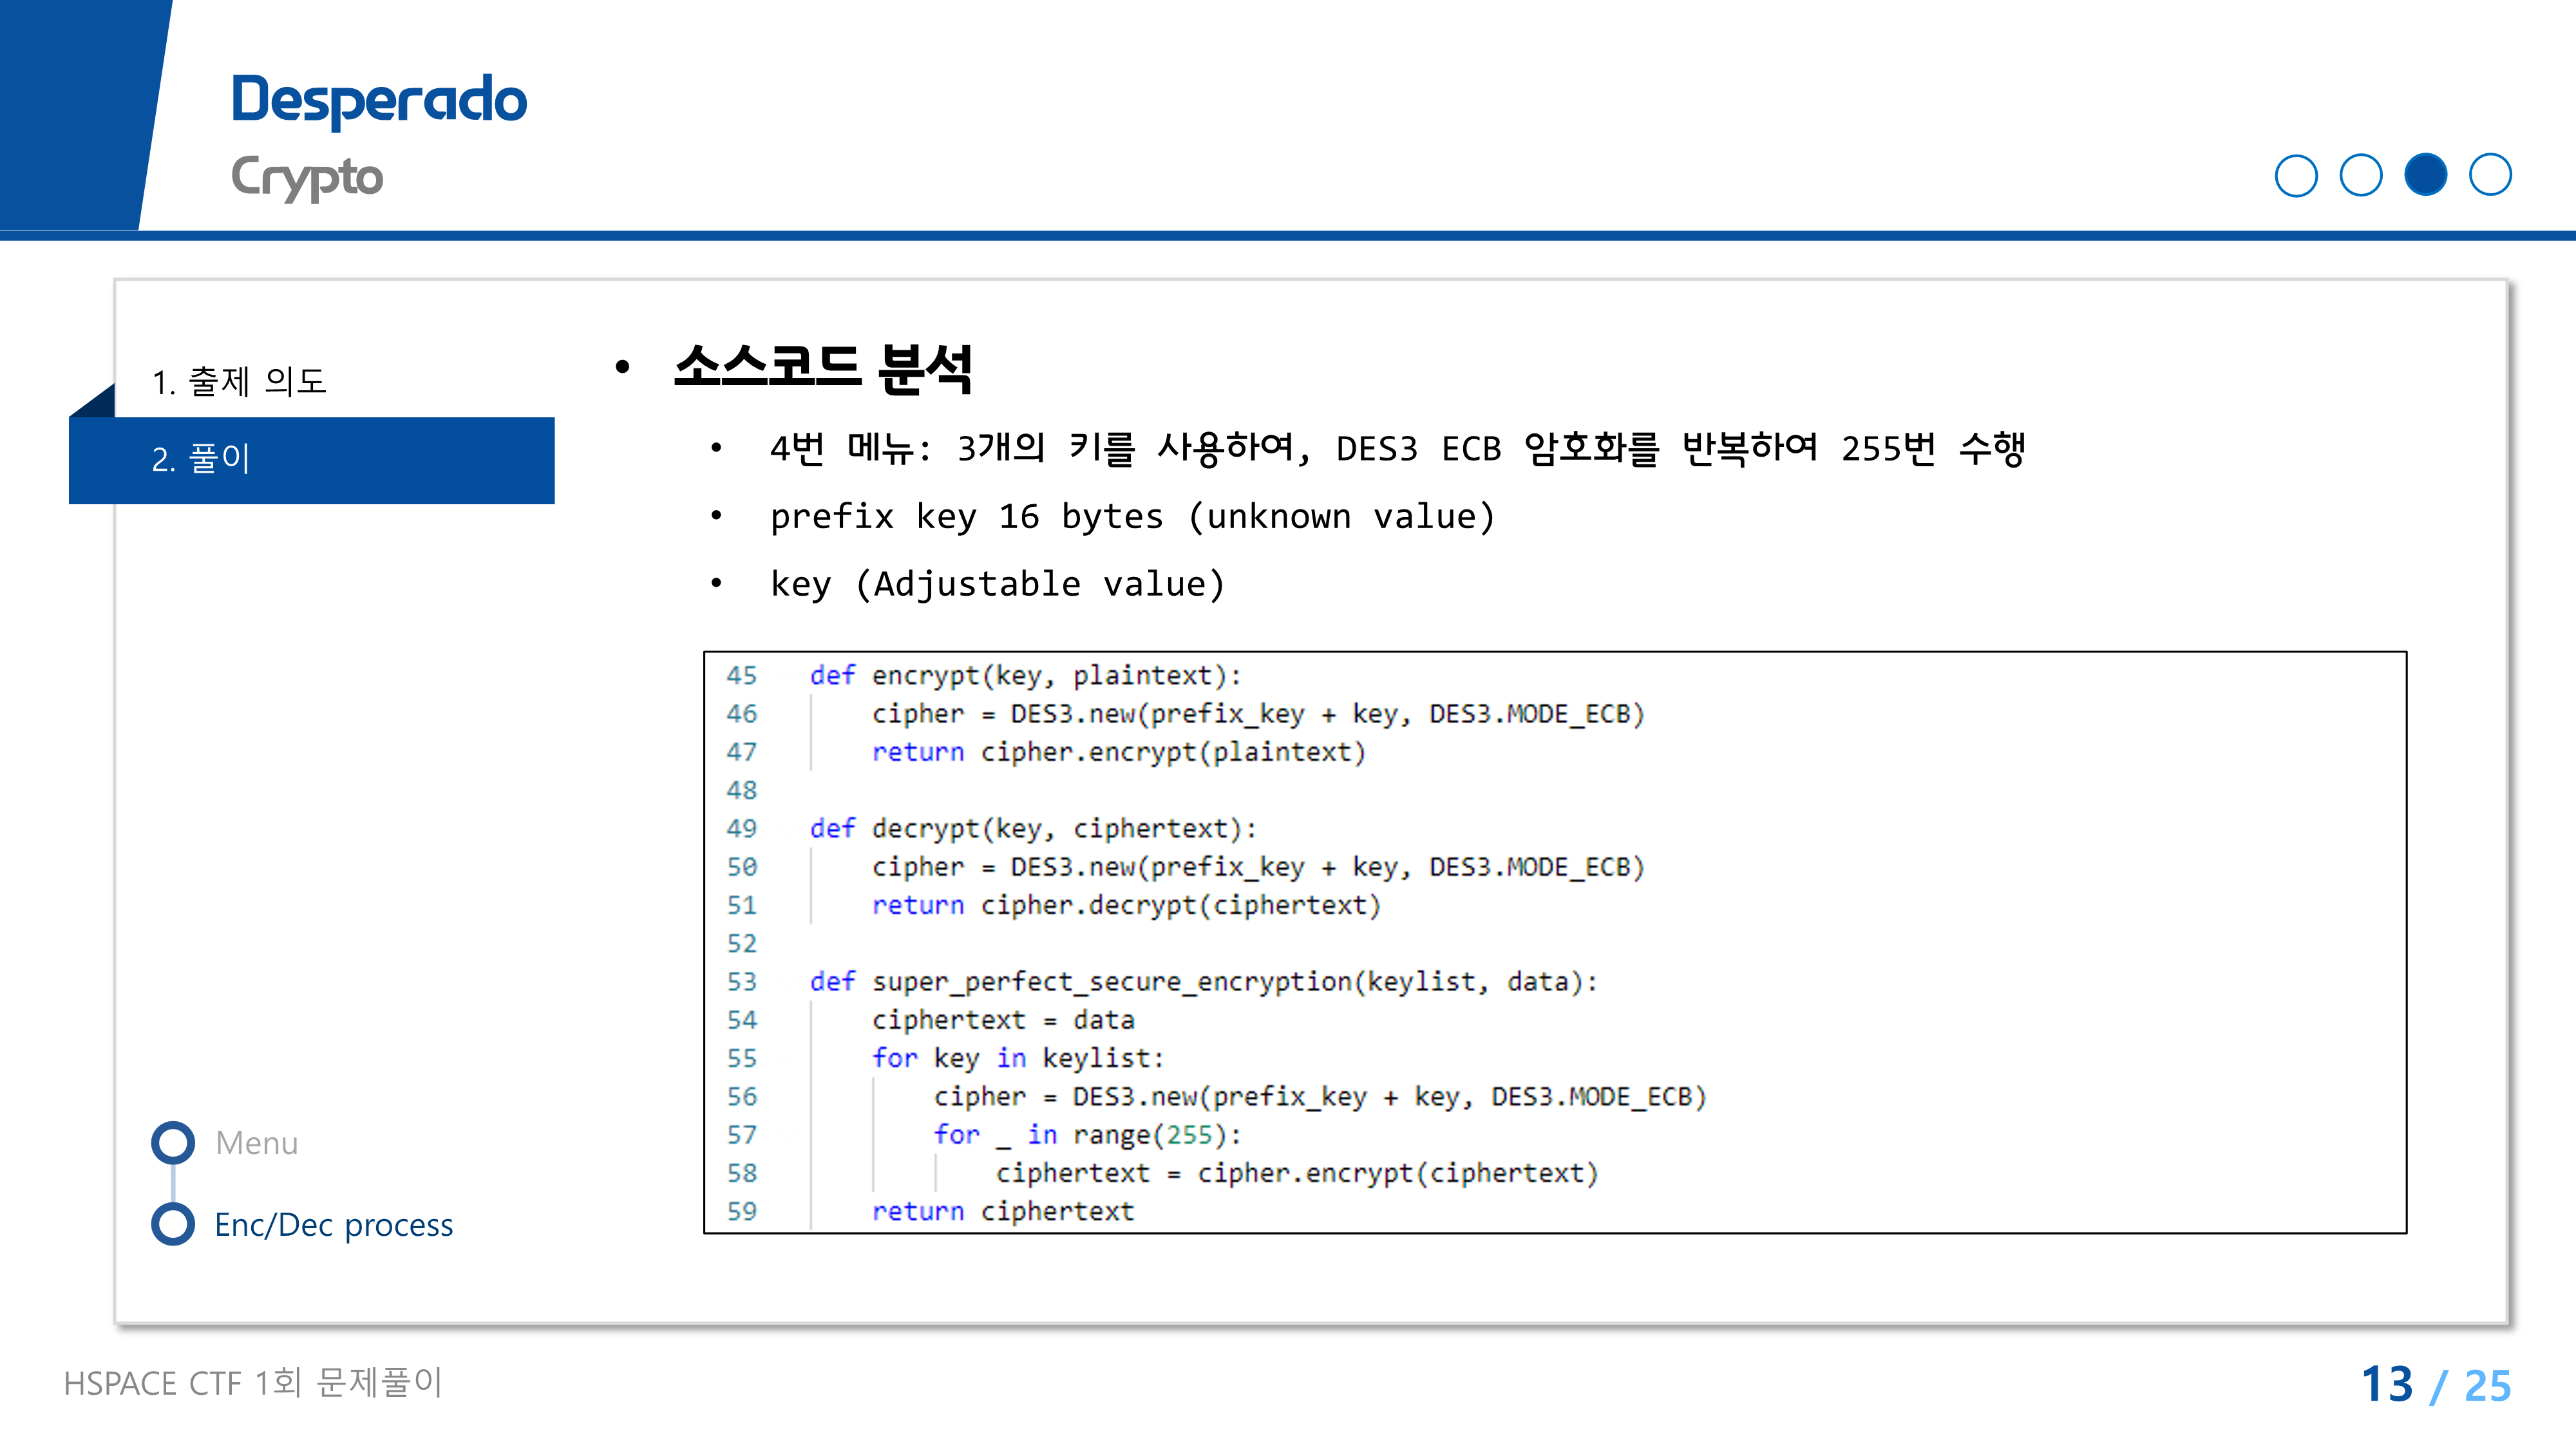 Desperado
Crypto
1. 출제 의도
2. 풀이
• 소스코드 분석
• 4번 메뉴: 3개의 키를 사용하여, DES3 ECB 암호화를 반복하여 255번 수행
• prefix key 16 bytes (unknown value)
• key (Adjustable value)
45 def encrypt(key, plaintext):
46     cipher = DES3.new(prefix_key + key, DES3.MODE_ECB)
47     return cipher.encrypt(plaintext)
48
49 def decrypt(key, ciphertext):
50     cipher = DES3.new(prefix_key + key, DES3.MODE_ECB)
51     return cipher.decrypt(ciphertext)
52
53 def super_perfect_secure_encryption(keylist, data):
54     ciphertext = data
55     for key in keylist:
56         cipher = DES3.new(prefix_key + key, DES3.MODE_ECB)
57         for _ in range(255):
58             ciphertext = cipher.encrypt(ciphertext)
59     return ciphertext
Menu
Enc/Dec process
HSPACE CTF 1회 문제풀이
13 / 25